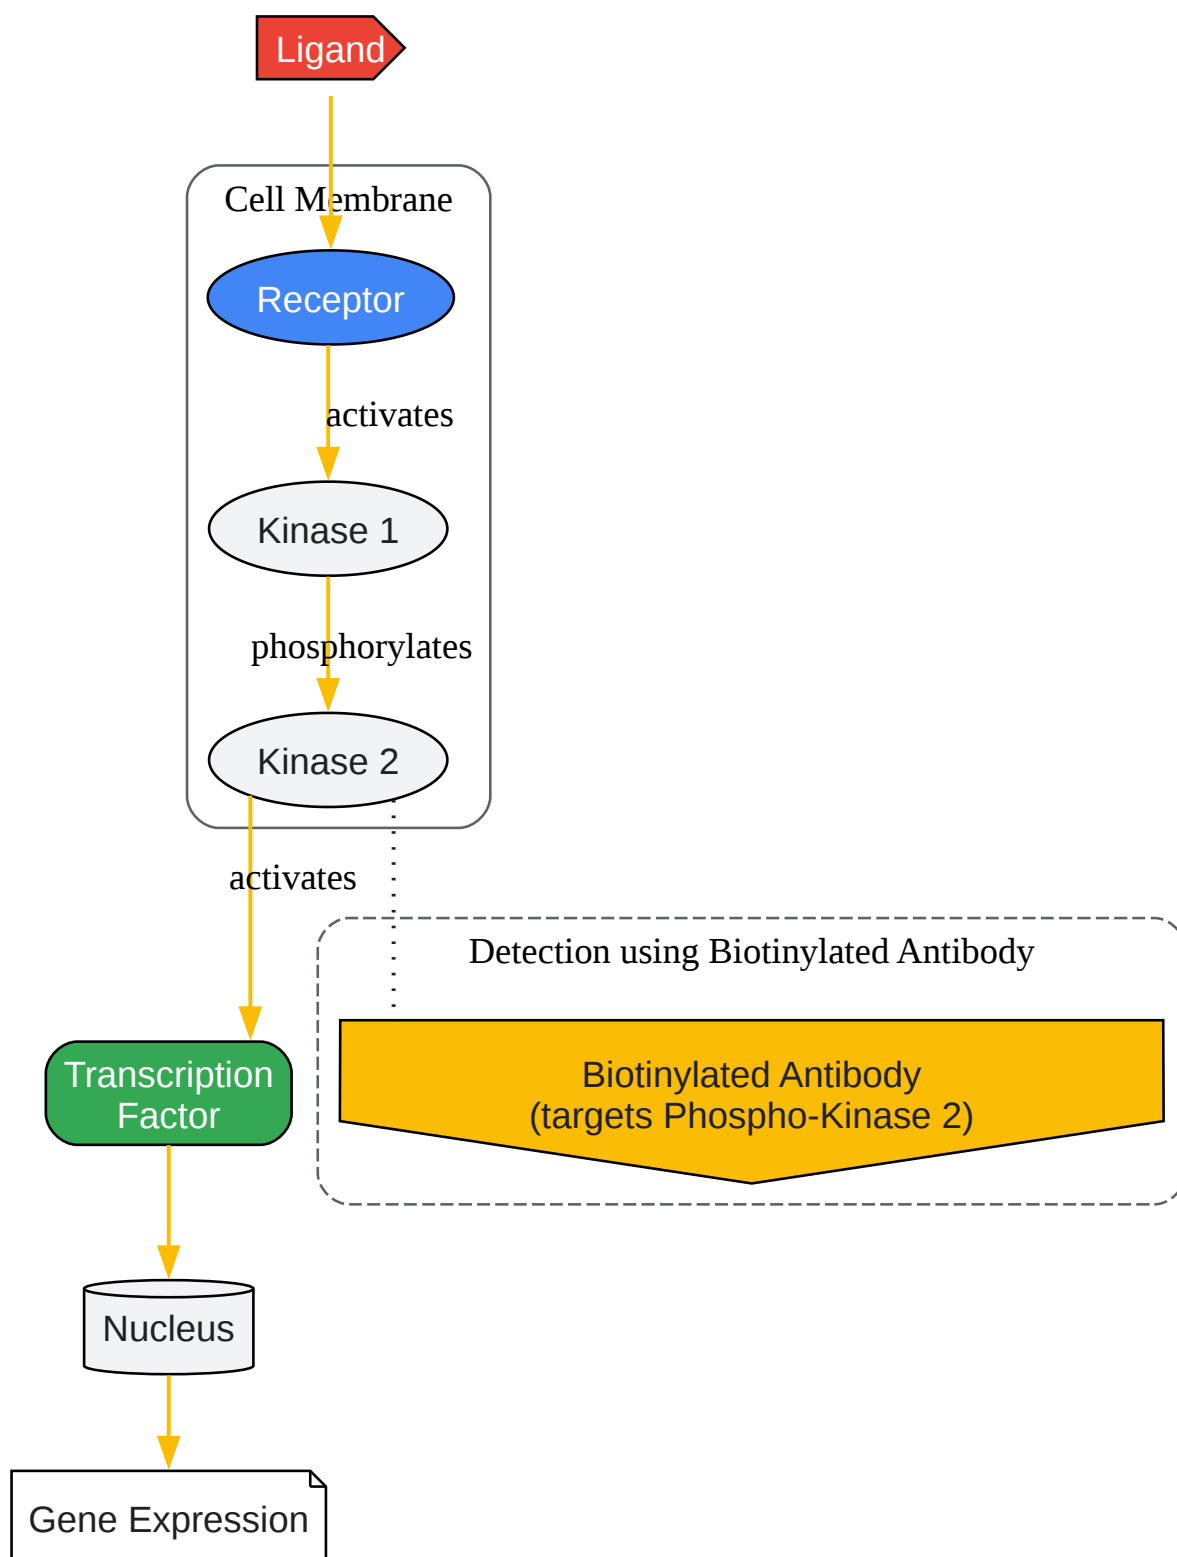 Ligand
Cell Membrane
Receptor
activates
Kinase 1
phosphorylates
Kinase 2
activates
Detection using Biotinylated Antibody
Transcription
Factor
Biotinylated Antibody
(targets Phospho-Kinase 2)
Nucleus
Gene Expression